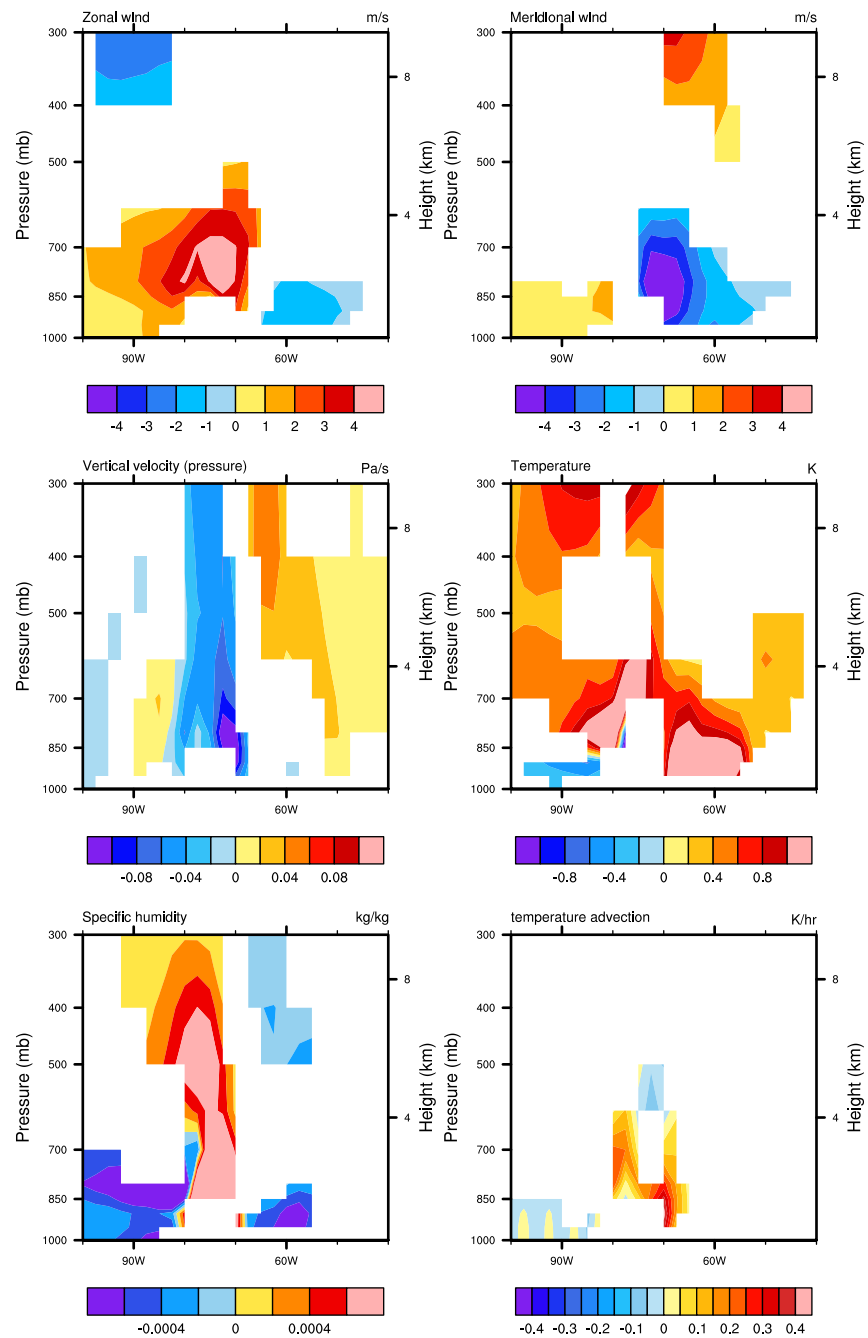 Zonal wind m/s
300
400
500
700
850
1000
Pressure (mb)
8
4
Height (km)
90W 60W
-4 -3 -2 -1 0 1 2 3 4
Meridional wind m/s
300
400
500
700
850
1000
Pressure (mb)
8
4
Height (km)
90W 60W
-4 -3 -2 -1 0 1 2 3 4
Vertical velocity (pressure) Pa/s
300
400
500
700
850
1000
Pressure (mb)
8
4
Height (km)
90W 60W
-0.08 -0.04 0 0.04 0.08
Temperature K
300
400
500
700
850
1000
Pressure (mb)
8
4
Height (km)
90W 60W
-0.8 -0.4 0 0.4 0.8
Specific humidity kg/kg
300
400
500
700
850
1000
Pressure (mb)
8
4
Height (km)
90W 60W
-0.0004 0 0.0004
temperature advection K/hr
300
400
500
700
850
1000
Pressure (mb)
8
4
Height (km)
90W 60W
-0.4 -0.3 -0.2 -0.1 0 0.1 0.2 0.3 0.4